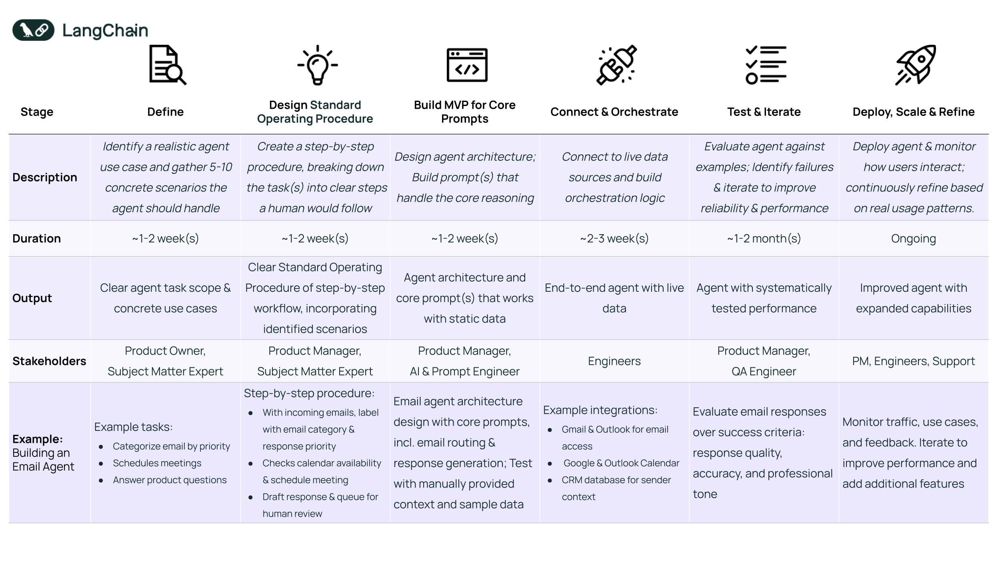 LangChain
Stage
Define
Design Standard
Operating Procedure
Build MVP for Core
Prompts
Connect & Orchestrate
Test & Iterate
Deploy, Scale & Refine
Description
Identify a realistic agent
use case and gather 5-10
concrete scenarios the
agent should handle
Create a step-by-step
procedure, breaking down
the task(s) into clear steps
a human would follow
Design agent architecture;
Build prompt(s) that
handle the core reasoning
Connect to live data
sources and build
orchestration logic
Evaluate agent against
examples; Identify failures
& iterate to improve
reliability & performance
Deploy agent & monitor
how users interact;
continuously refine based
on real usage patterns.
Duration
~1-2 week(s)
~1-2 week(s)
~1-2 week(s)
~2-3 week(s)
~1-2 month(s)
Ongoing
Output
Clear agent task scope &
concrete use cases
Clear Standard Operating
Procedure of step-by-step
workflow, incorporating
identified scenarios
Agent architecture and
core prompt(s) that works
with static data
End-to-end agent with live
data
Agent with systematically
tested performance
Improved agent with
expanded capabilities
Stakeholders
Product Owner,
Subject Matter Expert
Product Manager,
Subject Matter Expert
Product Manager,
AI & Prompt Engineer
Engineers
Product Manager,
QA Engineer
PM, Engineers, Support
Example:
Building an
Email Agent
Example tasks:
● Categorize email by priority
● Schedules meetings
● Answer product questions
Step-by-step procedure:
● With incoming emails, label
with email category &
response priority
● Checks calendar availability
& schedule meeting
● Draft response & queue for
human review
Email agent architecture
design with core prompts,
incl. email routing &
response generation; Test
with manually provided
context and sample data
Example integrations:
● Gmail & Outlook for email
access
● Google & Outlook Calendar
● CRM database for sender
context
Evaluate email responses
over success criteria:
response quality,
accuracy, and professional
tone
Monitor traffic, use cases,
and feedback. Iterate to
improve performance and
add additional features